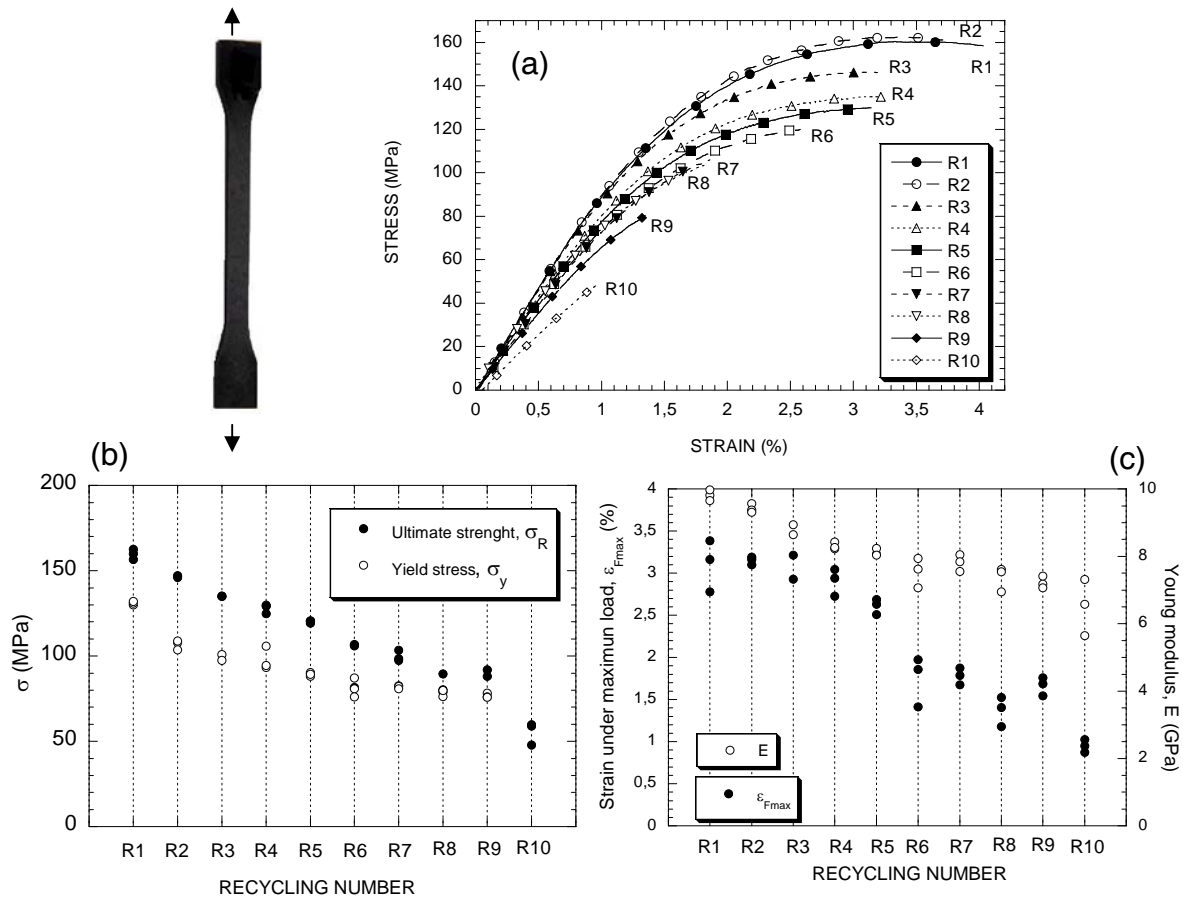 (a)
STRESS (MPa)
160
140
120
100
80
60
40
20
0
0
0,5
1
1,5
2
2,5
3
3,5
4
STRAIN (%)
R2
R1
R3
R4
R5
R6
R7
R8
R9
R10
R1
R2
R3
R4
R5
R6
R7
R8
R9
R10
(b)
σ (MPa)
200
150
100
50
0
Ultimate strenght, σR
Yield stress, σy
R1 R2 R3 R4 R5 R6 R7 R8 R9 R10
RECYCLING NUMBER
(c)
Strain under maximun load, εFmax (%)
4
3,5
3
2,5
2
1,5
1
0,5
0
E
εFmax
10
8
6
4
2
0
Young modulus, E (GPa)
R1 R2 R3 R4 R5 R6 R7 R8 R9 R10
RECYCLING NUMBER